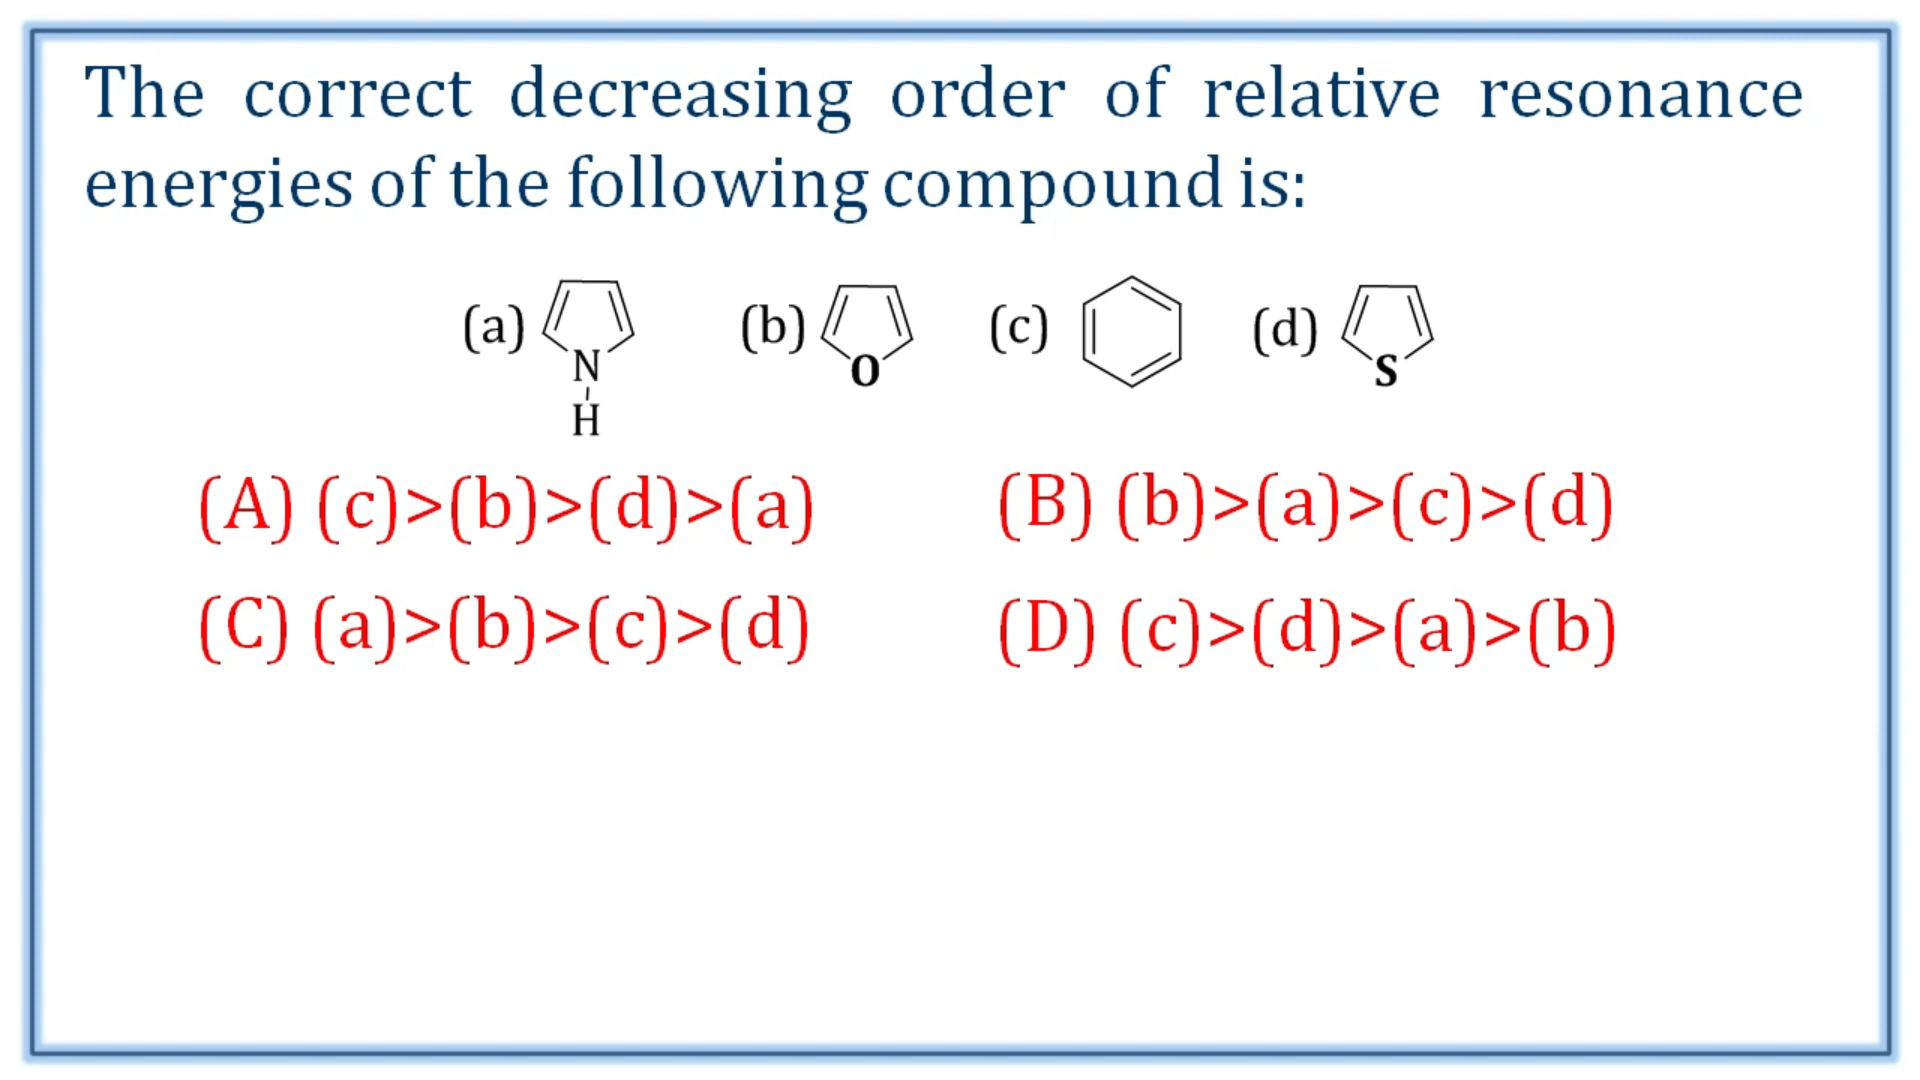 The correct decreasing order of relative resonance
energies of the following compound is:
(a) N H (b) O (c) (d) S
(A) (c)>(b)>(d)>(a) (B) (b)>(a)>(c)>(d)
(C) (a)>(b)>(c)>(d) (D) (c)>(d)>(a)>(b)